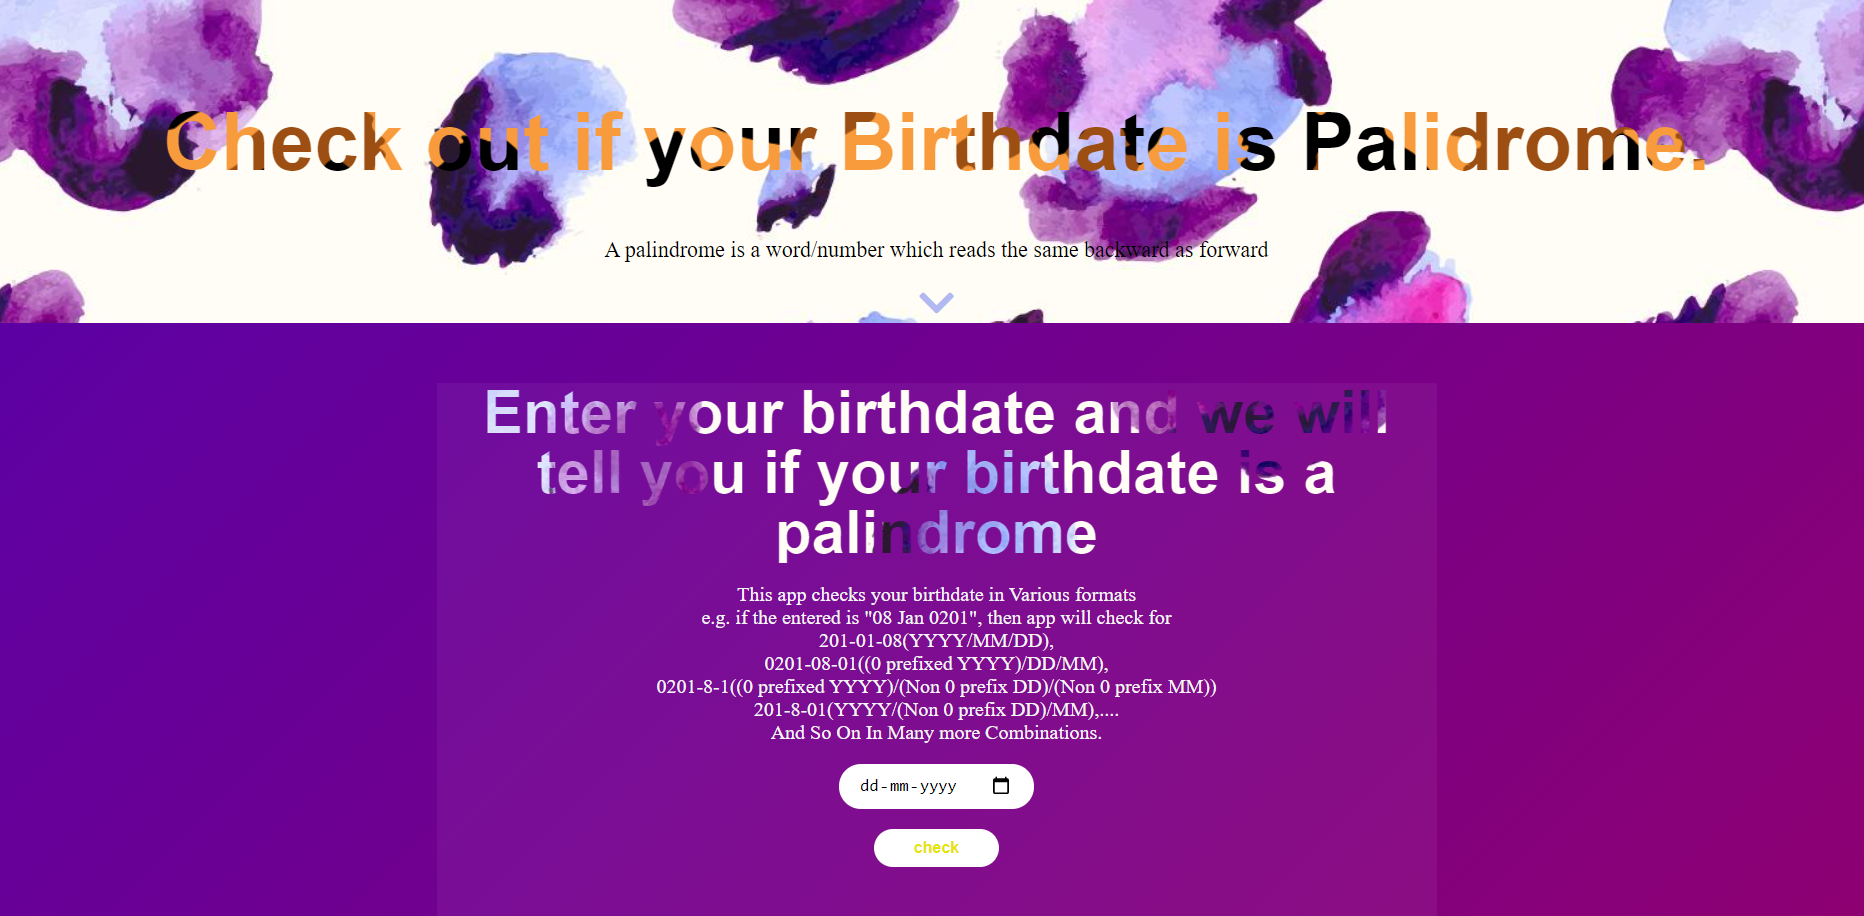 Check out if your Birthdate is Palidrome.
A palindrome is a word/number which reads the same backward as forward
Enter your birthdate and we will
tell you if your birthdate is a
palindrome
This app checks your birthdate in Various formats
e.g. if the entered is "08 Jan 0201", then app will check for
201-01-08(YYYY/MM/DD),
0201-08-01((0 prefixed YYYY)/DD/MM),
0201-8-1((0 prefixed YYYY)/(Non 0 prefix DD)/(Non 0 prefix MM))
201-8-01(YYYY/(Non 0 prefix DD)/MM),....
And So On In Many more Combinations.
dd-mm-yyyy
check